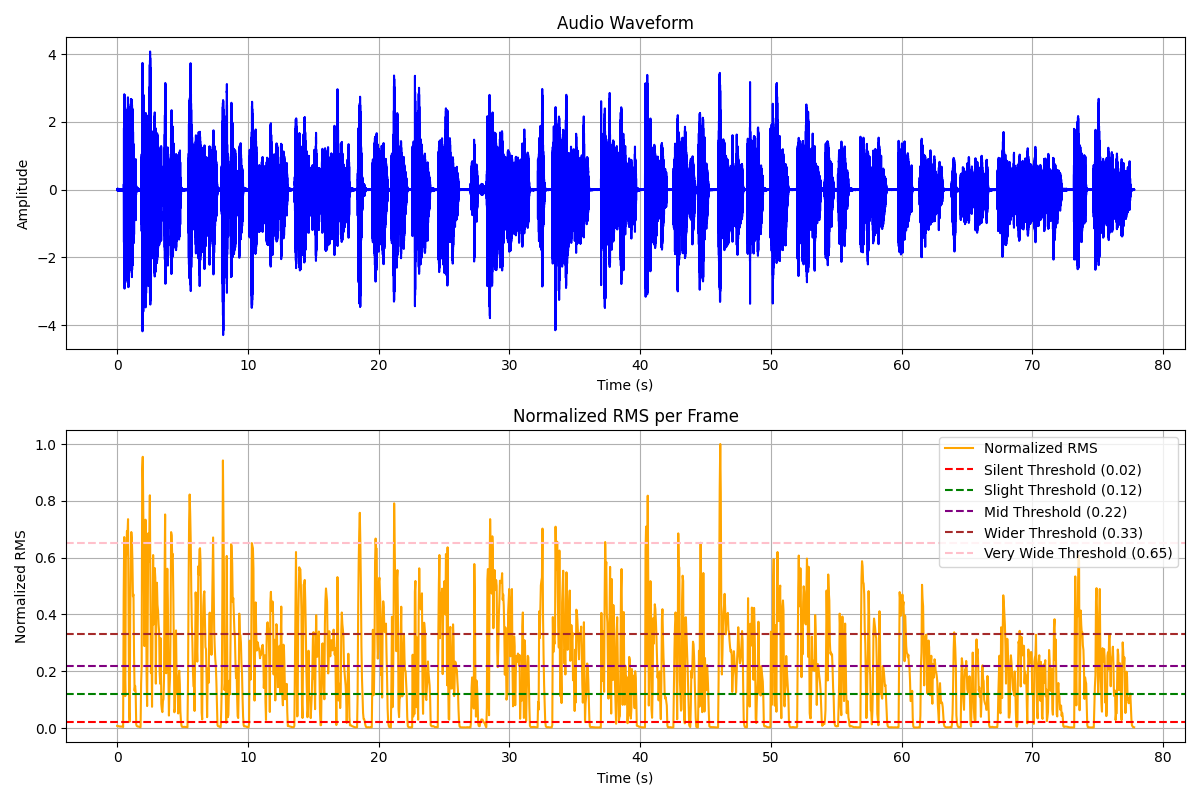 Audio Waveform
4
2
0
−2
−4
Amplitude
0 10 20 30 40 50 60 70 80
Time (s)
Normalized RMS per Frame
1.0
0.8
0.6
0.4
0.2
0.0
Normalized RMS
Normalized RMS
Silent Threshold (0.02)
Slight Threshold (0.12)
Mid Threshold (0.22)
Wider Threshold (0.33)
Very Wide Threshold (0.65)
0 10 20 30 40 50 60 70 80
Time (s)